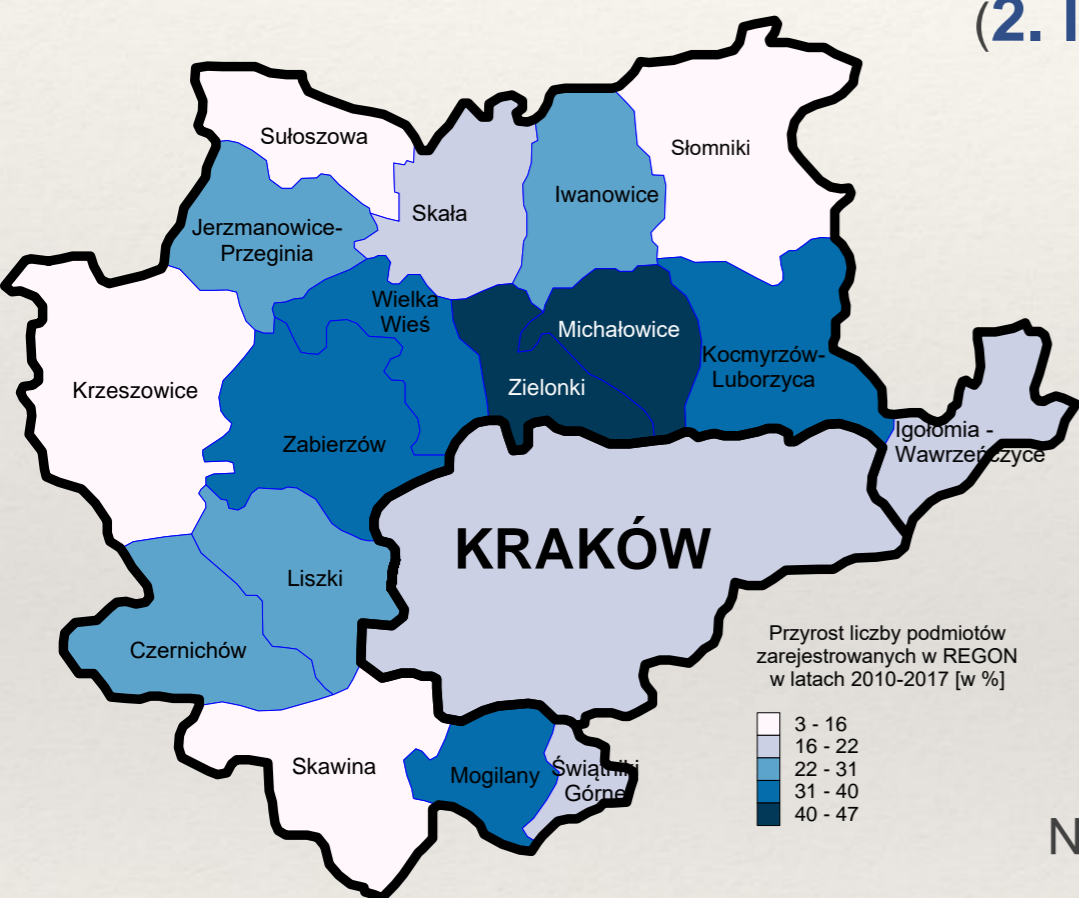 (2. I
Sułoszowa
Słomniki
Skała
Iwanowice
Jerzmanowice-
Przeginia
Wielka
Wieś
Michałowice
Kocmyrzów-
Luborzyca
Krzeszowice
Zielonki
Zabierzów
Igołomia -
Wawrzeńczyce
KRAKÓW
Liszki
Czernichów
Przyrost liczby podmiotów
zarejestrowanych w REGON
w latach 2010-2017 [w %]
3 - 16
16 - 22
22 - 31
31 - 40
40 - 47
Skawina
Mogilany
Świątniki
Górne
N